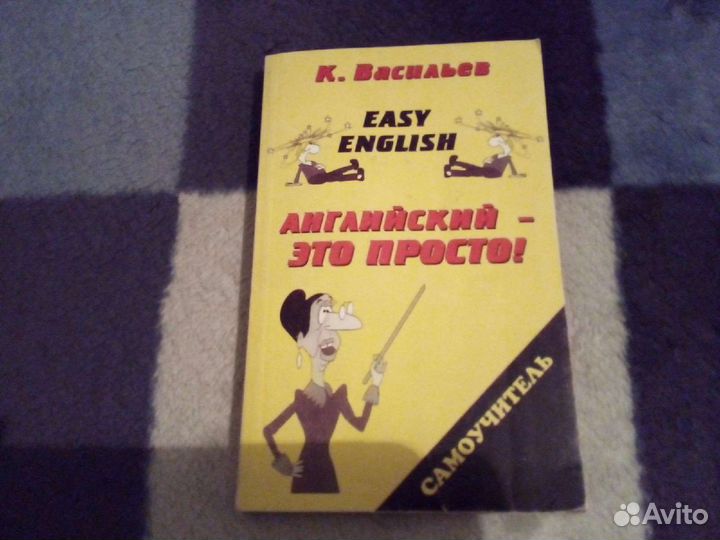 К. Васильев
EASY
ENGLISH
АНГЛИЙСКИЙ –
ЭТО ПРОСТО!
САМОУЧИТЕЛЬ
Avito